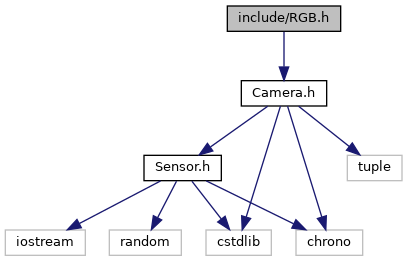 include/RGB.h
Camera.h
Sensor.h
tuple
iostream
random
cstdlib
chrono